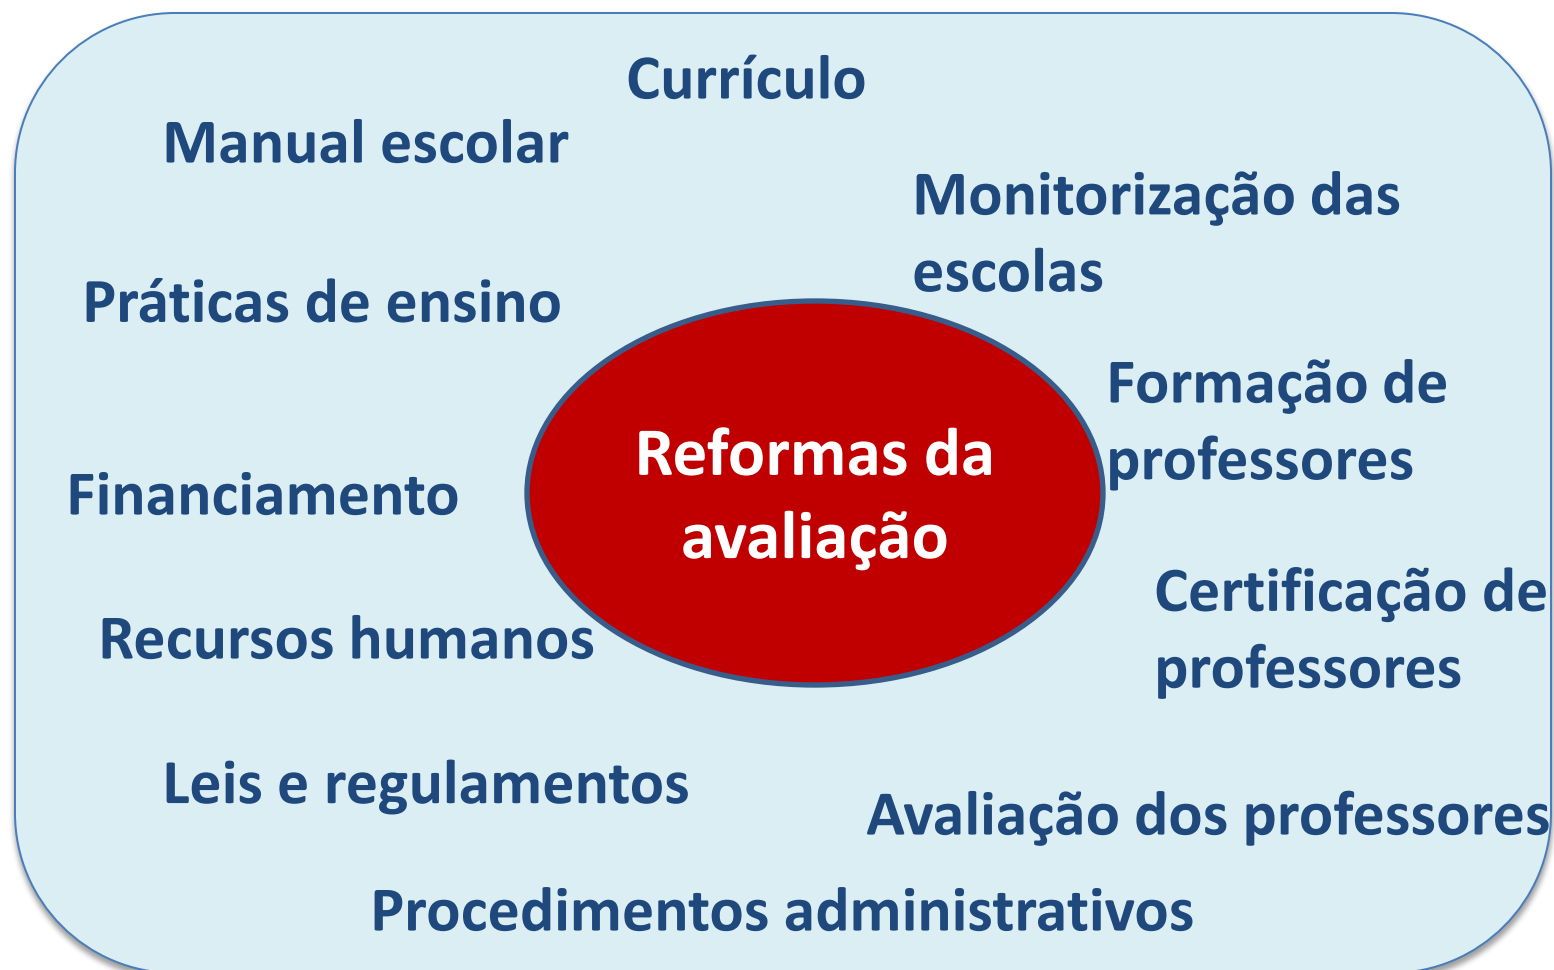 Currículo
Manual escolar
Monitorização das
escolas
Práticas de ensino
Formação de
professores
Reformas da
avaliação
Financiamento
Certificação de
professores
Recursos humanos
Leis e regulamentos
Avaliação dos professores
Procedimentos administrativos